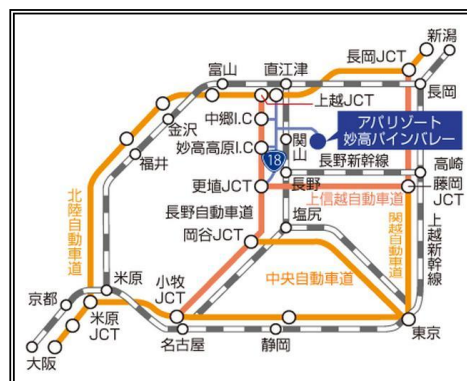 新潟
長岡JCT
富山
直江津
長岡
上越JCT
金沢
中郷I.C
アパリゾート
妙高パインバレー
関山
福井
妙高高原I.C
18
長野新幹線
高崎
長野
更埴JCT
上信越自動車道
藤岡
JCT
北陸自動車道
長野自動車道
塩尻
関越自動車道
上越新幹線
岡谷JCT
中央自動車道
米原
小牧
JCT
京都
米原
JCT
東京
名古屋
静岡
大阪